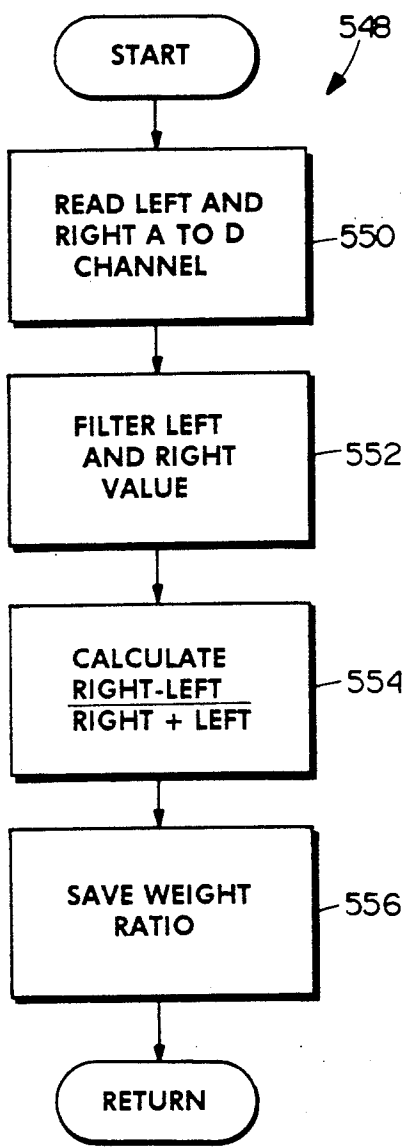 START
548
READ LEFT AND
RIGHT A TO D
CHANNEL
550
FILTER LEFT
AND RIGHT
VALUE
552
CALCULATE
RIGHT-LEFT
RIGHT + LEFT
554
SAVE WEIGHT
RATIO
556
RETURN